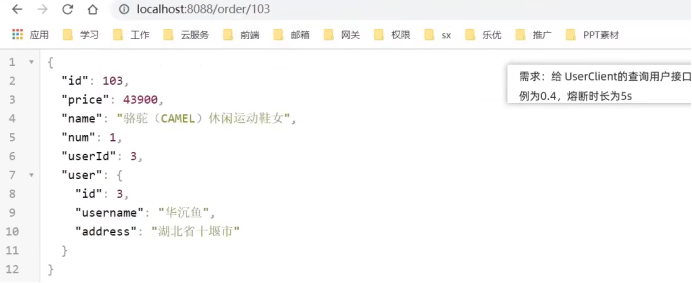 localhost:8088/order/103
应用 学习 工作 云服务 前端 邮箱 网关 权限 sx 乐优 推广 PPT素材
1 {
2 "id": 103,
3 "price": 43900,
4 "name": "骆驼（CAMEL）休闲运动鞋女",
5 "num": 1,
6 "userId": 3,
7 "user": {
8 "id": 3,
9 "username": "华沉鱼",
10 "address": "湖北省十堰市"
11 }
12 }
需求：给 UserClient的查询用户接口
例为0.4，熔断时长为5s